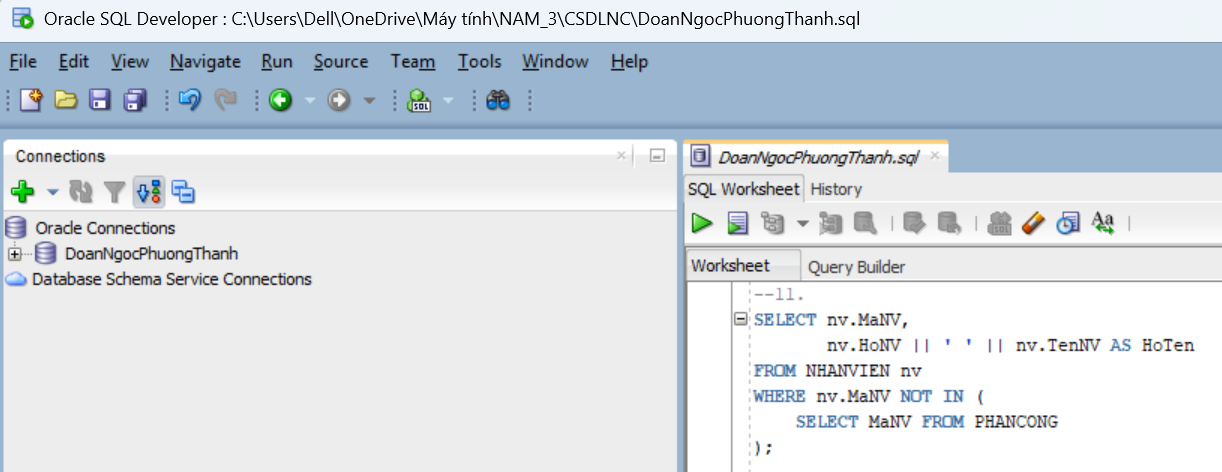 Oracle SQL Developer : C:\Users\Dell\OneDrive\Máy tính\NAM_3\CSDLNC\DoanNgocPhuongThanh.sql
File Edit View Navigate Run Source Team Tools Window Help
SQL
Connections
Oracle Connections
DoanNgocPhuongThanh
Database Schema Service Connections
DoanNgocPhuongThanh.sql
SQL Worksheet History
SQL Aa
Worksheet Query Builder
--11.
SELECT nv.MaNV,
nv.HoNV || ' ' || nv.TenNV AS HoTen
FROM NHANVIEN nv
WHERE nv.MaNV NOT IN (
SELECT MaNV FROM PHANCONG
);